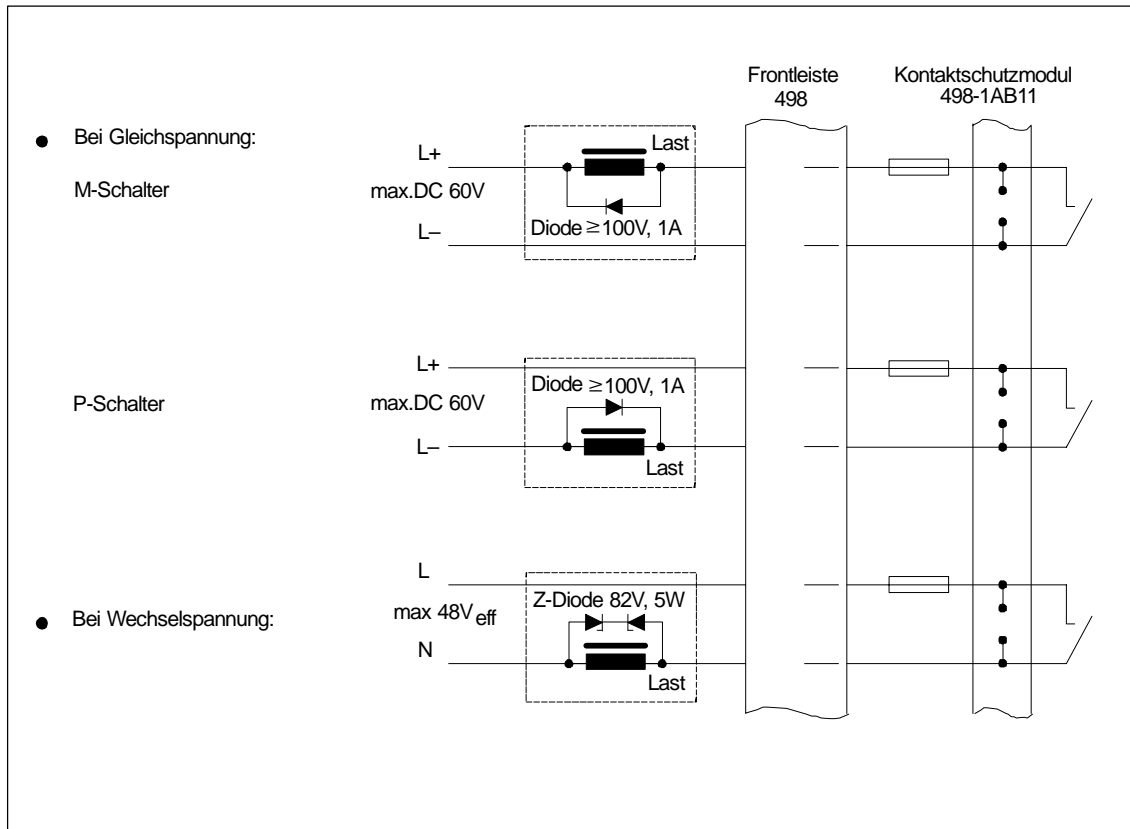 Frontleiste
498
Kontaktschutzmodul
498-1AB11
● Bei Gleichspannung:
M-Schalter
L+
max.DC 60V
L–
Last
Diode ≥100V, 1A
P-Schalter
L+
max.DC 60V
L–
Diode ≥100V, 1A
Last
● Bei Wechselspannung:
L
max 48Veff
N
Z-Diode 82V, 5W
Last